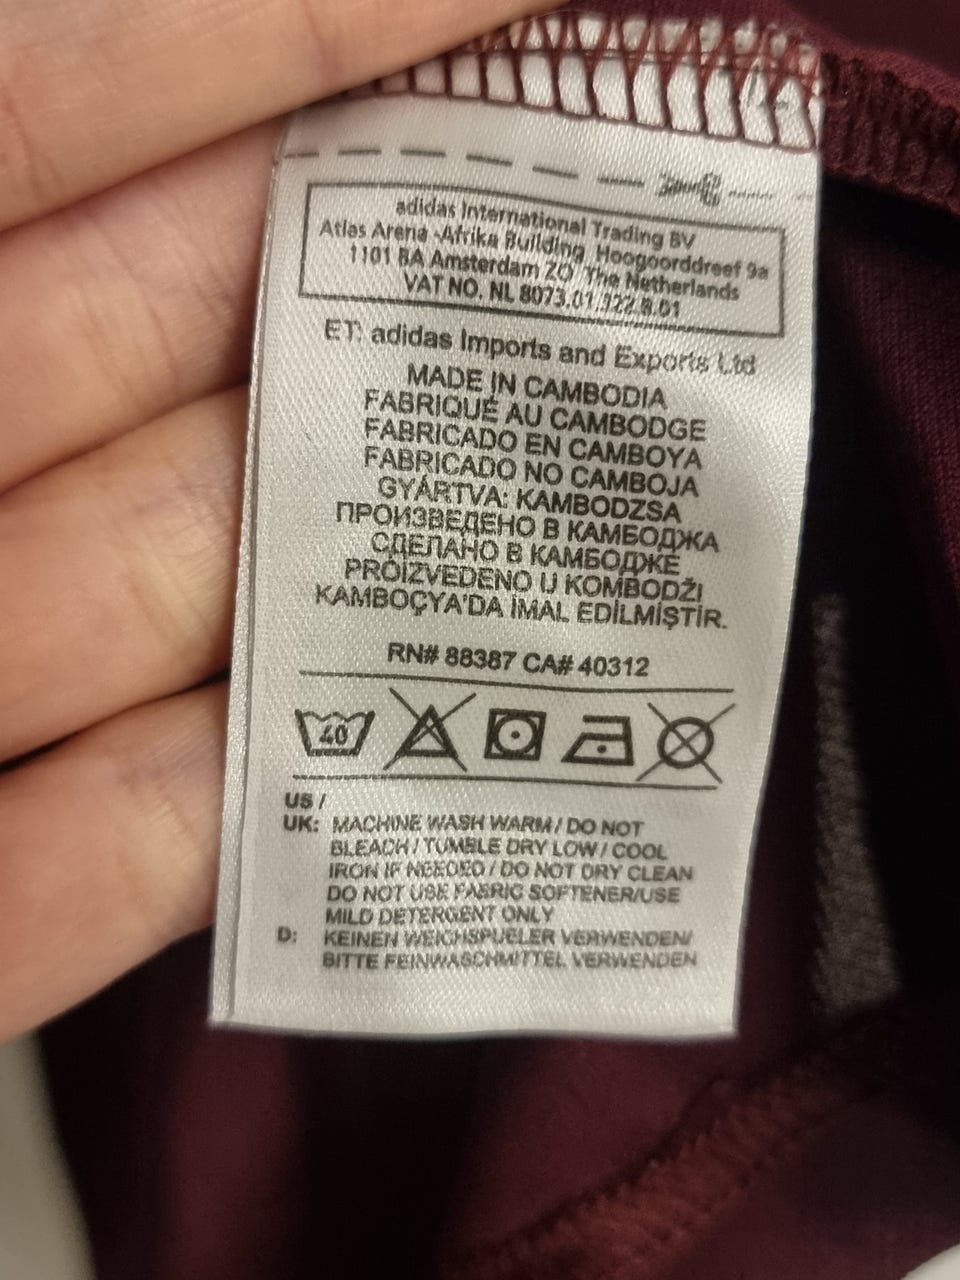 adidas International Trading BV
Atlas Arena -Afrika Building, Hoogoorddreef 9a
1101 BA Amsterdam ZO The Netherlands
VAT NO. NL 8073.01.322.B.01
ET: adidas Imports and Exports Ltd
MADE IN CAMBODIA
FABRIQUÉ AU CAMBODGE
FABRICADO EN CAMBOYA
FABRICADO NO CAMBOJA
GYÁRTVA: KAMBODZSA
ПРОИЗВЕДЕНО В КАМБОДЖА
СДЕЛАНО В КАМБОДЖЕ
PROIZVEDENO U KOMBODŽI
KAMBOÇYA'DA İMAL EDİLMİŞTİR.
RN# 88387 CA# 40312
40
US /
UK: MACHINE WASH WARM / DO NOT
BLEACH / TUMBLE DRY LOW / COOL
IRON IF NEEDED / DO NOT DRY CLEAN
DO NOT USE FABRIC SOFTENER/USE
MILD DETERGENT ONLY
D: KEINEN WEICHSPUELER VERWENDEN/
BITTE FEINWASCHMITTEL VERWENDEN